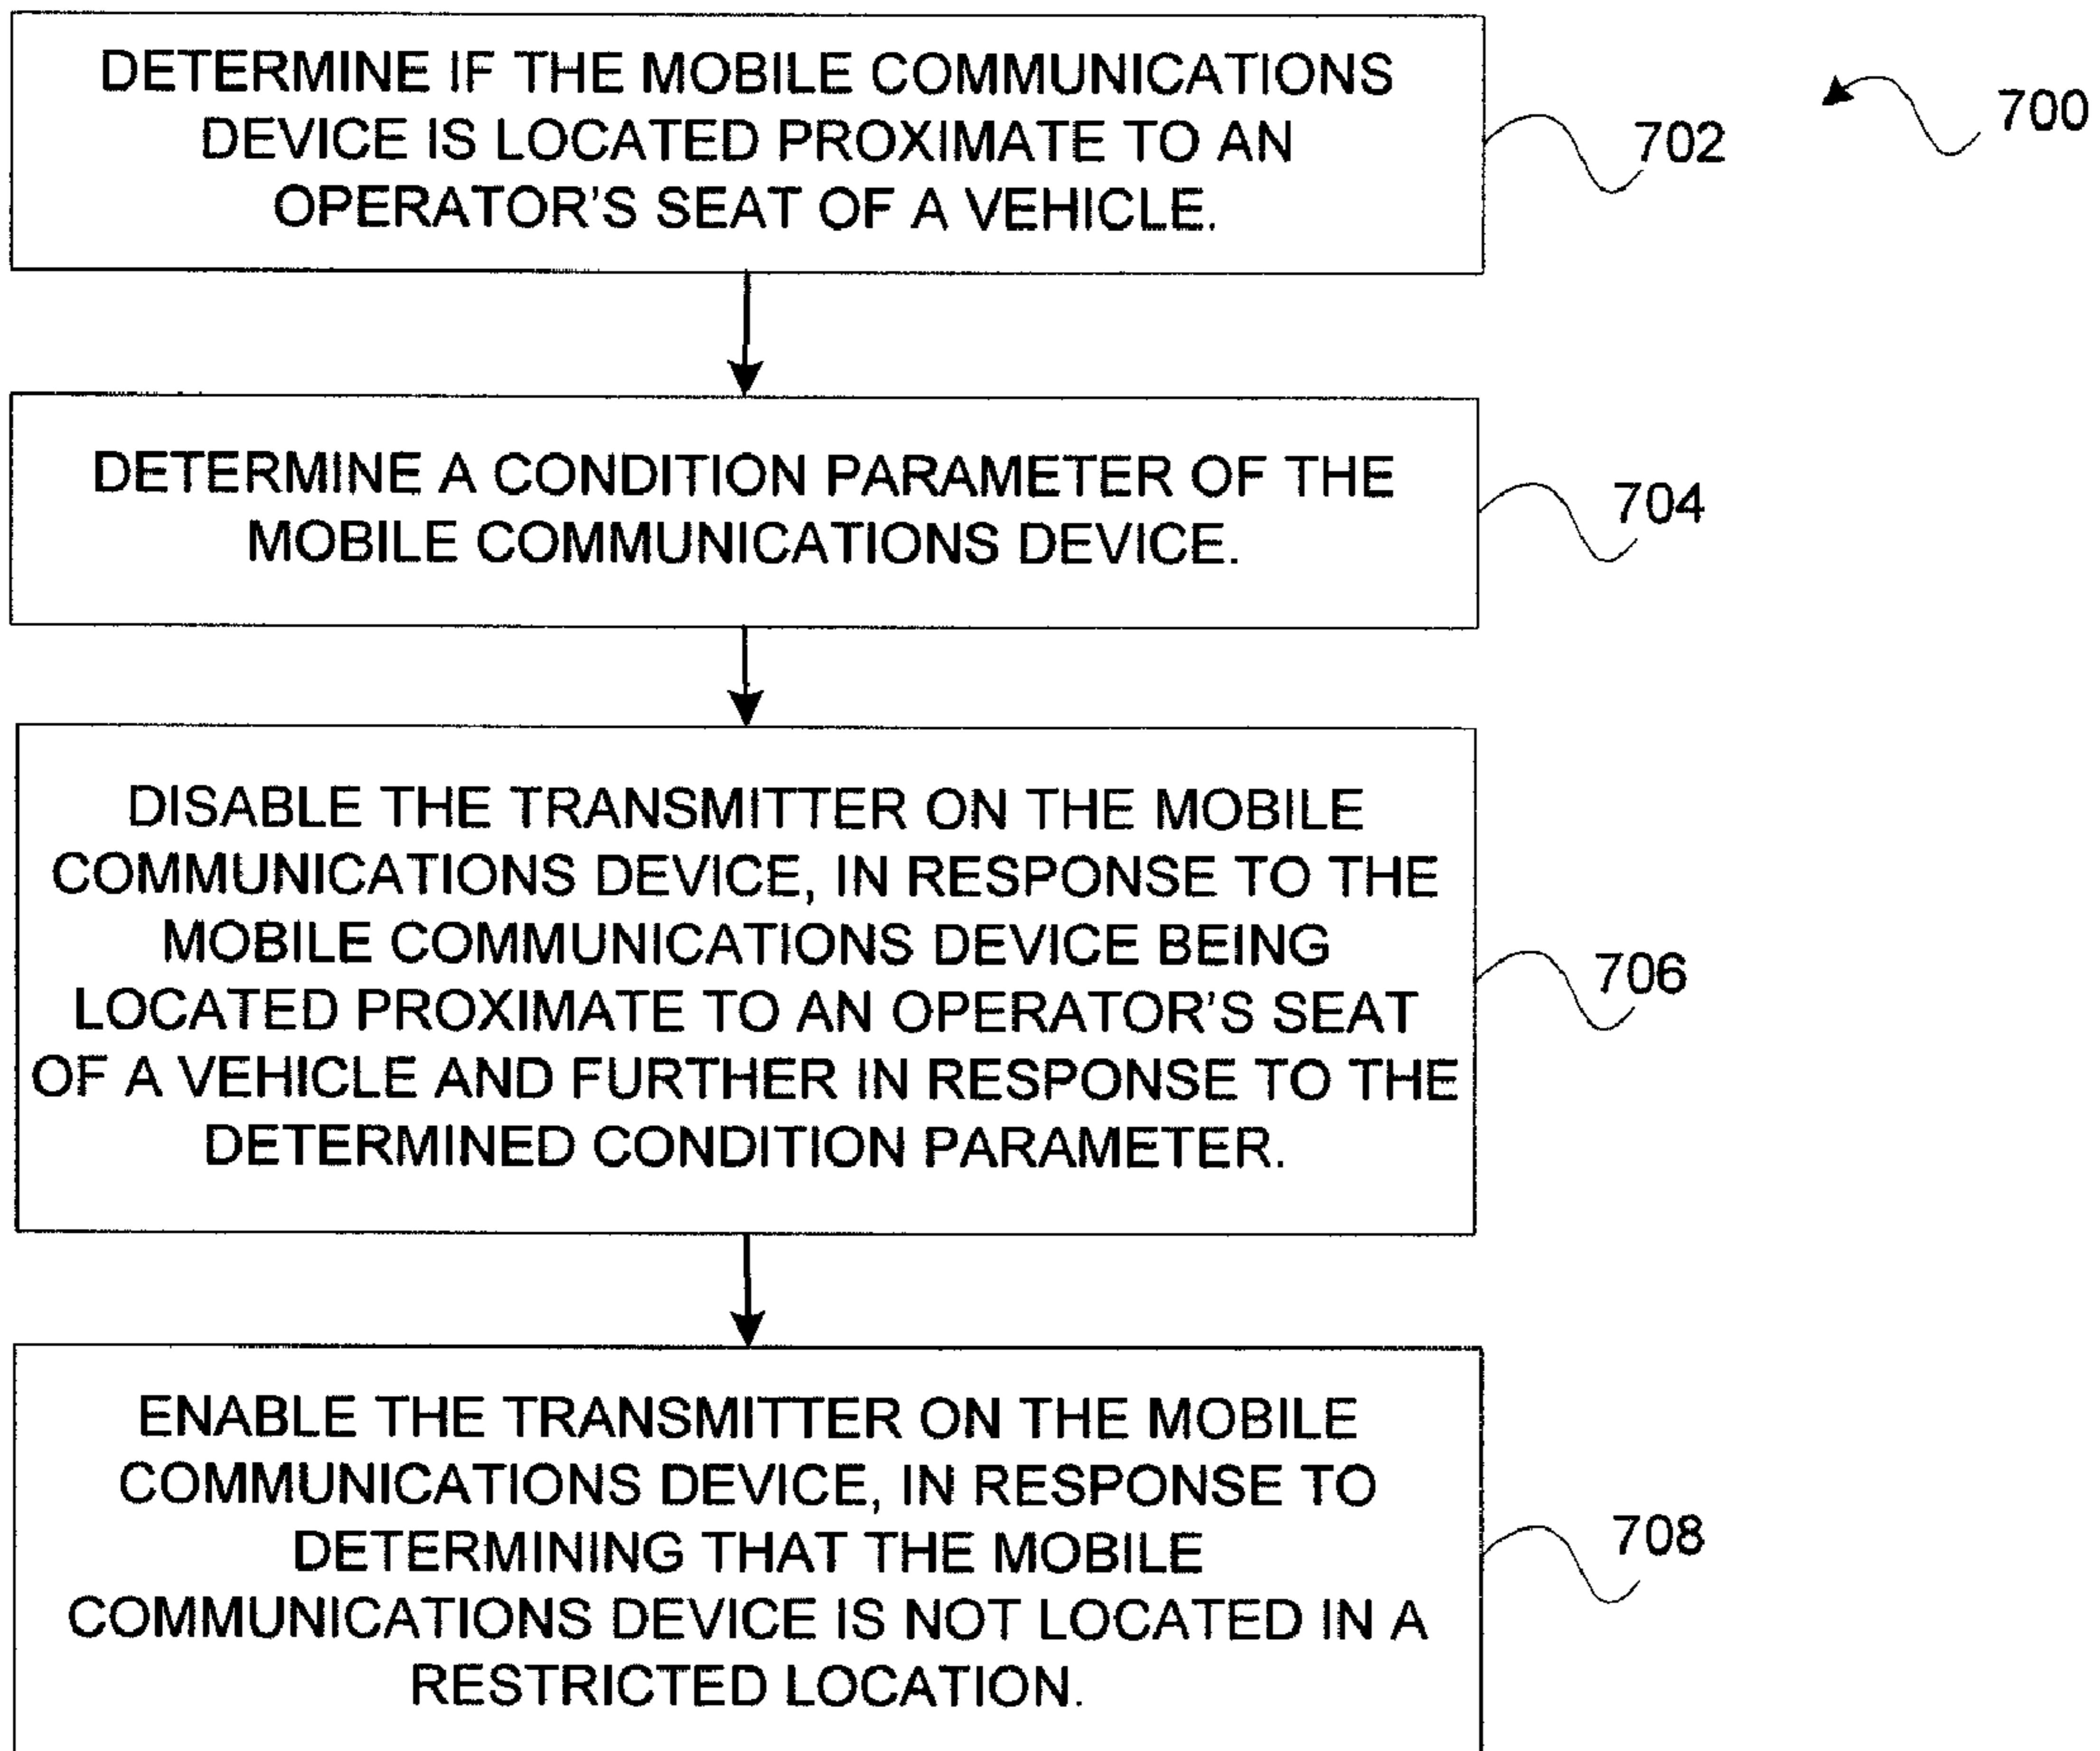 DETERMINE IF THE MOBILE COMMUNICATIONS
DEVICE IS LOCATED PROXIMATE TO AN
OPERATOR'S SEAT OF A VEHICLE.
702
700
DETERMINE A CONDITION PARAMETER OF THE
MOBILE COMMUNICATIONS DEVICE.
704
DISABLE THE TRANSMITTER ON THE MOBILE
COMMUNICATIONS DEVICE, IN RESPONSE TO THE
MOBILE COMMUNICATIONS DEVICE BEING
LOCATED PROXIMATE TO AN OPERATOR'S SEAT
OF A VEHICLE AND FURTHER IN RESPONSE TO THE
DETERMINED CONDITION PARAMETER.
706
ENABLE THE TRANSMITTER ON THE MOBILE
COMMUNICATIONS DEVICE, IN RESPONSE TO
DETERMINING THAT THE MOBILE
COMMUNICATIONS DEVICE IS NOT LOCATED IN A
RESTRICTED LOCATION.
708